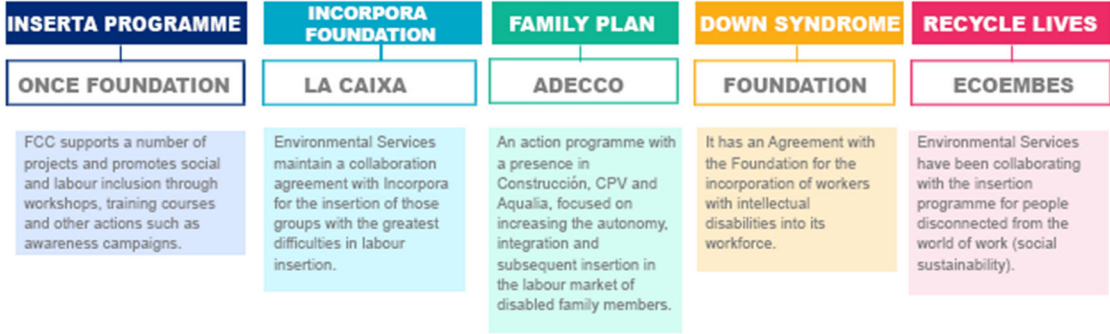 INSERTA PROGRAMME
ONCE FOUNDATION
FCC supports a number of
projects and promotes social
and labour inclusion through
workshops, training courses
and other actions such as
awareness campaigns.
INCORPORA
FOUNDATION
LA CAIXA
Environmental Services
maintain a collaboration
agreement with Incorpora
for the insertion of those
groups with the greatest
difficulties in labour
insertion.
FAMILY PLAN
ADECCO
An action programme with
a presence in
Construcción, CPV and
Aqualia, focused on
increasing the autonomy,
integration and
subsequent insertion in
the labour market of
disabled family members.
DOWN SYNDROME
FOUNDATION
It has an Agreement with
the Foundation for the
incorporation of workers
with intellectual
disabilities into its
workforce.
RECYCLE LIVES
ECOEMBES
Environmental Services
have been collaborating
with the insertion
programme for people
disconnected from the
world of work (social
sustainability).